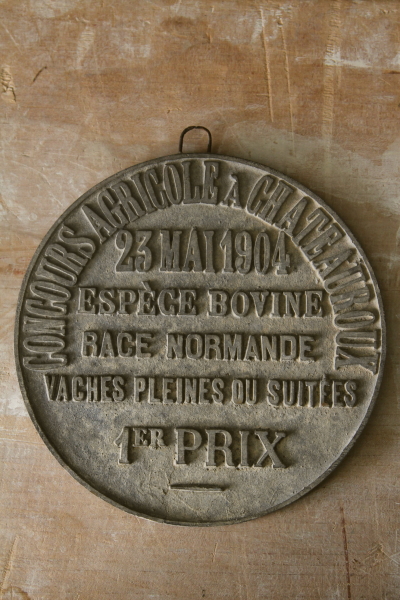 CONCOURS AGRICOLE À CHATEAUROUX
23 MAI 1904
ESPÈCE BOVINE
RACE NORMANDE
VACHES PLEINES OU SUITÉES
1ER PRIX